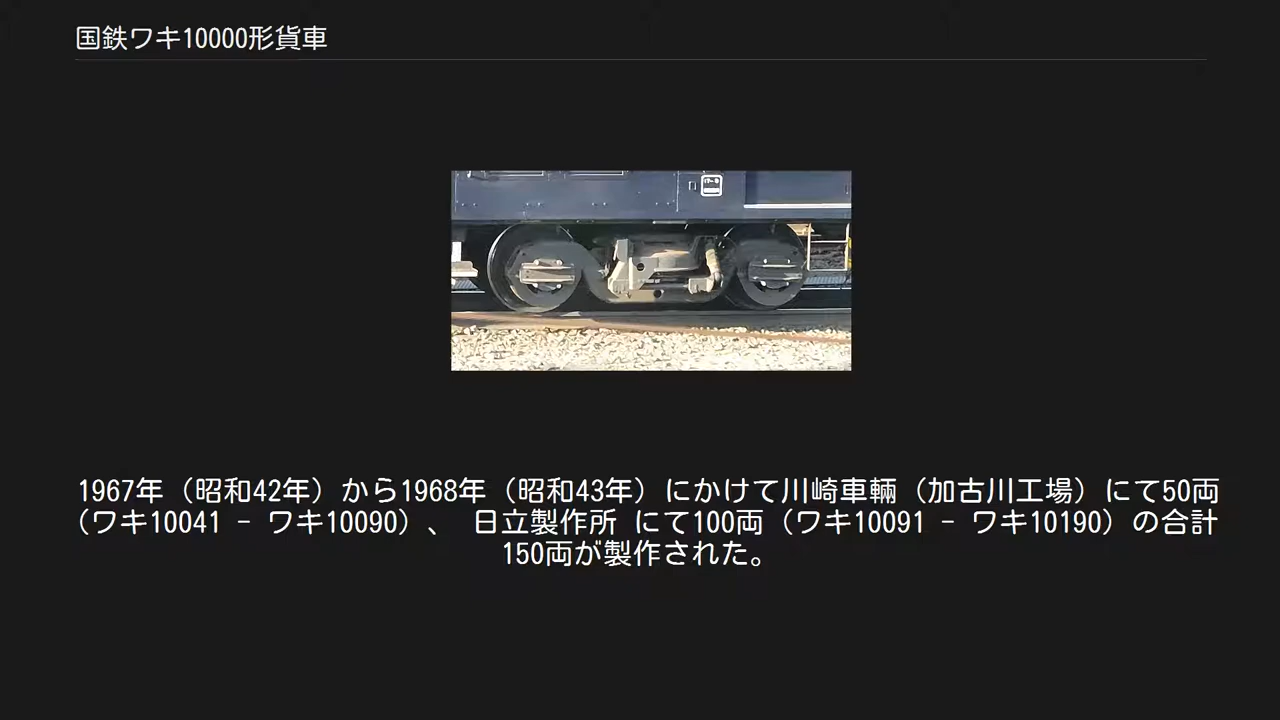 国鉄ワキ10000形貨車
1967年（昭和42年）から1968年（昭和43年）にかけて川崎車輛（加古川工場）にて50両
（ワキ10041 - ワキ10090）、 日立製作所 にて100両（ワキ10091 - ワキ10190）の合計
150両が製作された。